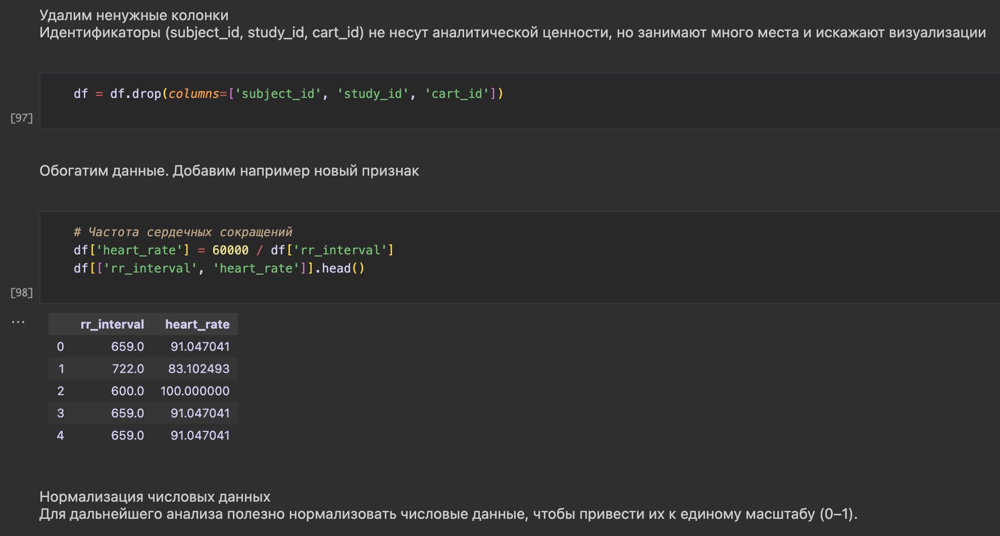 Удалим ненужные колонки
Идентификаторы (subject_id, study_id, cart_id) не несут аналитической ценности, но занимают много места и искажают визуализации
df = df.drop(columns=['subject_id', 'study_id', 'cart_id'])
[97]
Обогатим данные. Добавим например новый признак
# Частота сердечных сокращений
df['heart_rate'] = 60000 / df['rr_interval']
df[['rr_interval', 'heart_rate']].head()
[98]
...
rr_interval heart_rate
0 659.0 91.047041
1 722.0 83.102493
2 600.0 100.000000
3 659.0 91.047041
4 659.0 91.047041
Нормализация числовых данных
Для дальнейшего анализа полезно нормализовать числовые данные, чтобы привести их к единому масштабу (0–1).